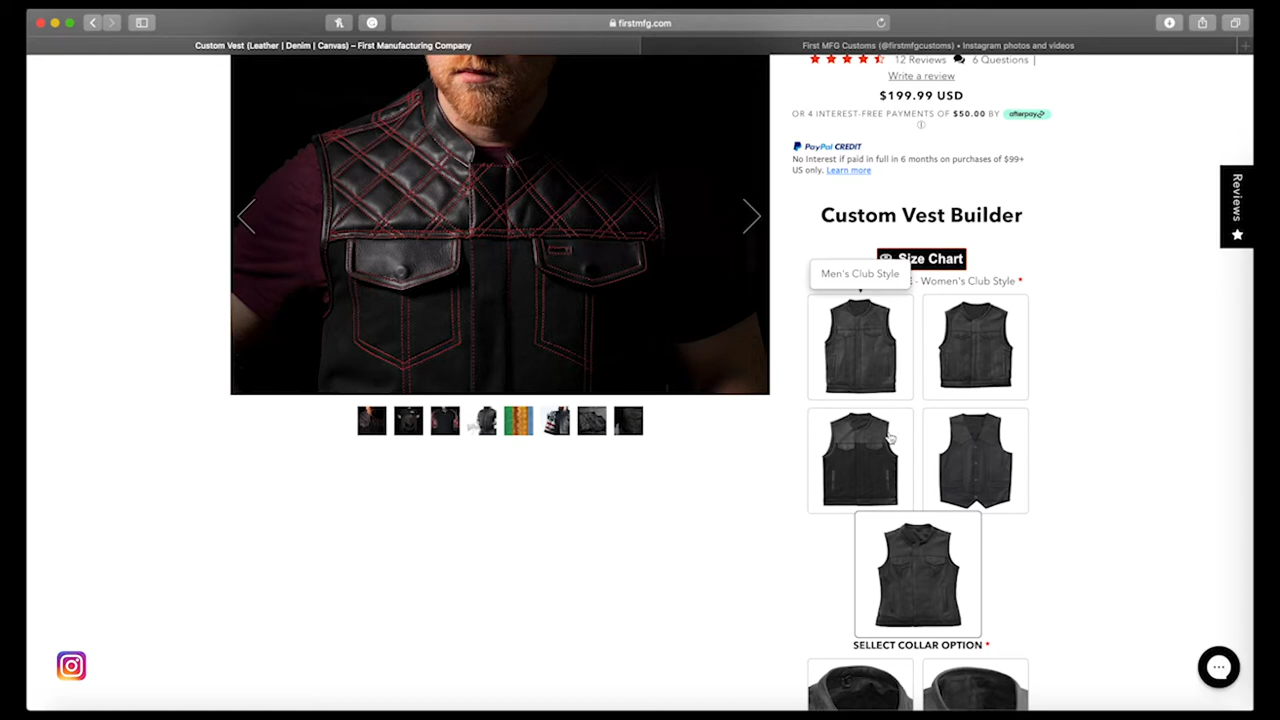 firstmfg.com
Custom Vest (Leather | Denim | Canvas) – First Manufacturing Company
First MFG Customs (@firstmfgcustoms) • Instagram photos and videos
12 Reviews 6 Questions |
Write a review
$199.99 USD
OR 4 INTEREST-FREE PAYMENTS OF $50.00 BY afterpay
PayPal CREDIT
No Interest if paid in full in 6 months on purchases of $99+
US only. Learn more
Reviews
Custom Vest Builder
Size Chart
Men's Club Style
- Women's Club Style *
SELLECT COLLAR OPTION *